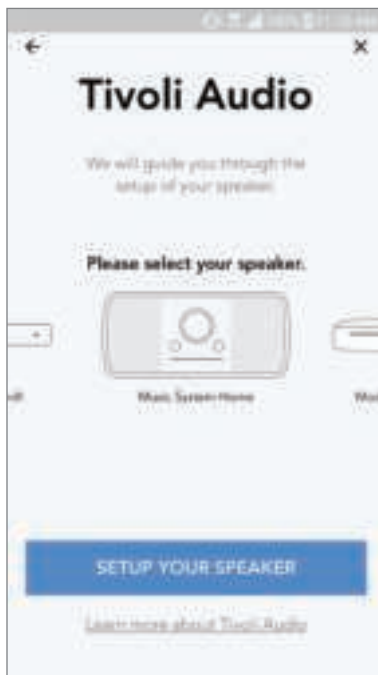 Tivoli Audio
We will guide you through the
setup of your speaker.
Please select your speaker.
Music System Home
SETUP YOUR SPEAKER
Learn more about Tivoli Audio